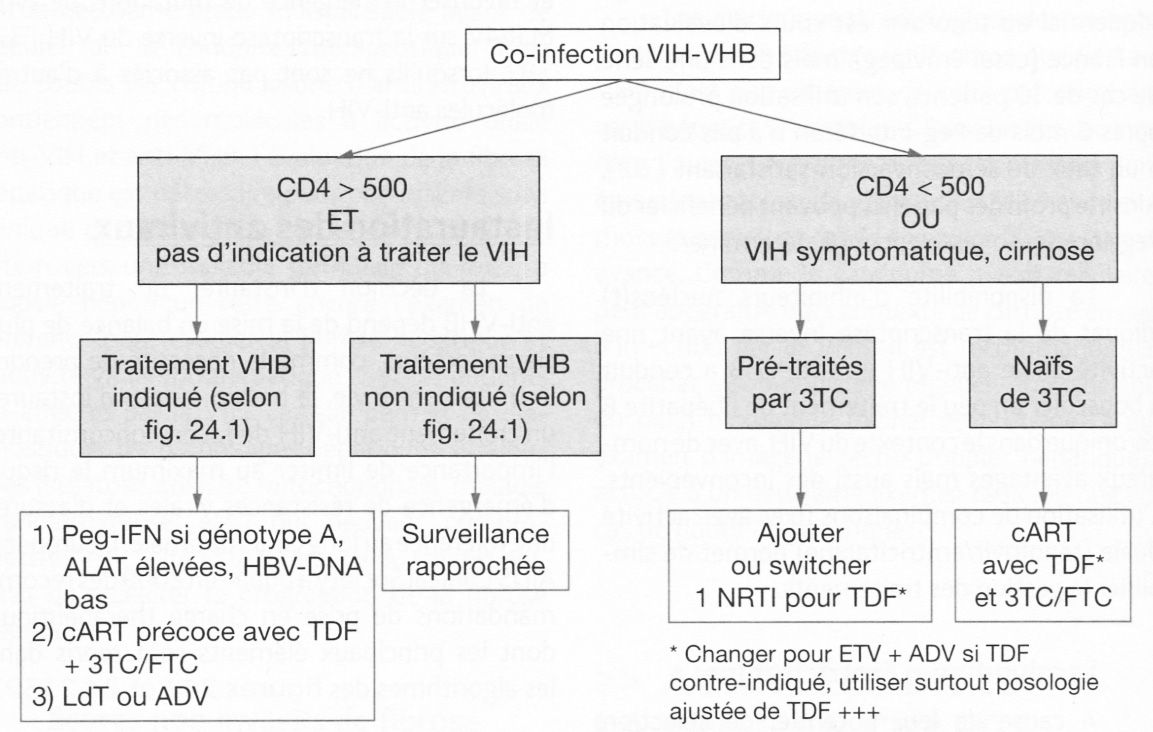 Co-infection VIH-VHB
CD4 > 500
ET
pas d'indication à traiter le VIH
CD4 < 500
OU
VIH symptomatique, cirrhose
Traitement VHB
indiqué (selon
fig. 24.1)
Traitement VHB
non indiqué (selon
fig. 24.1)
Pré-traités
par 3TC
Naïfs
de 3TC
1) Peg-IFN si génotype A,
ALAT élevées, HBV-DNA
bas
2) cART précoce avec TDF
+ 3TC/FTC
3) LdT ou ADV
Surveillance
rapprochée
Ajouter
ou switcher
1 NRTI pour TDF*
cART
avec TDF*
et 3TC/FTC
* Changer pour ETV + ADV si TDF
contre-indiqué, utiliser surtout posologie
ajustée de TDF +++